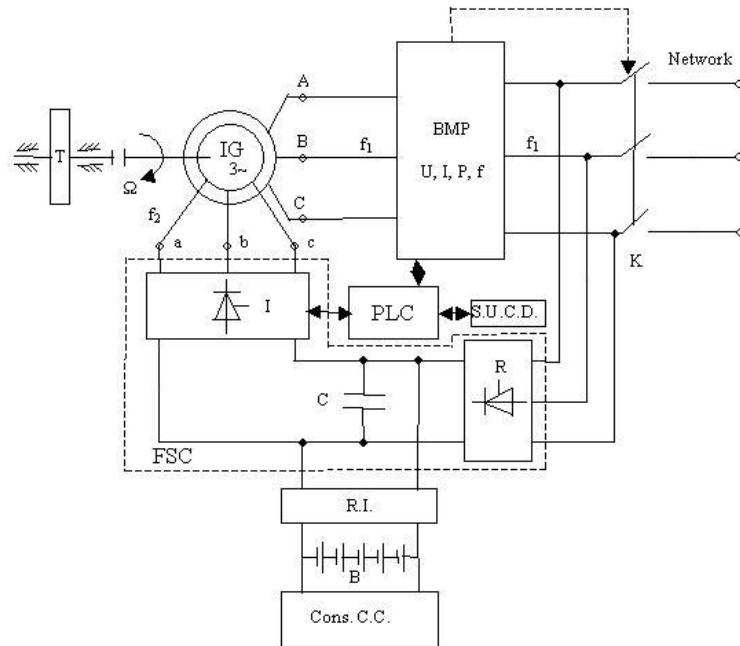 Network
A
BMP
U, I, P, f
T
IG
3~
B
f1
f1
Ω
C
f2
a
b
c
K
I
PLC
S.U.C.D.
R
C
FSC
R.I.
B
Cons. C.C.